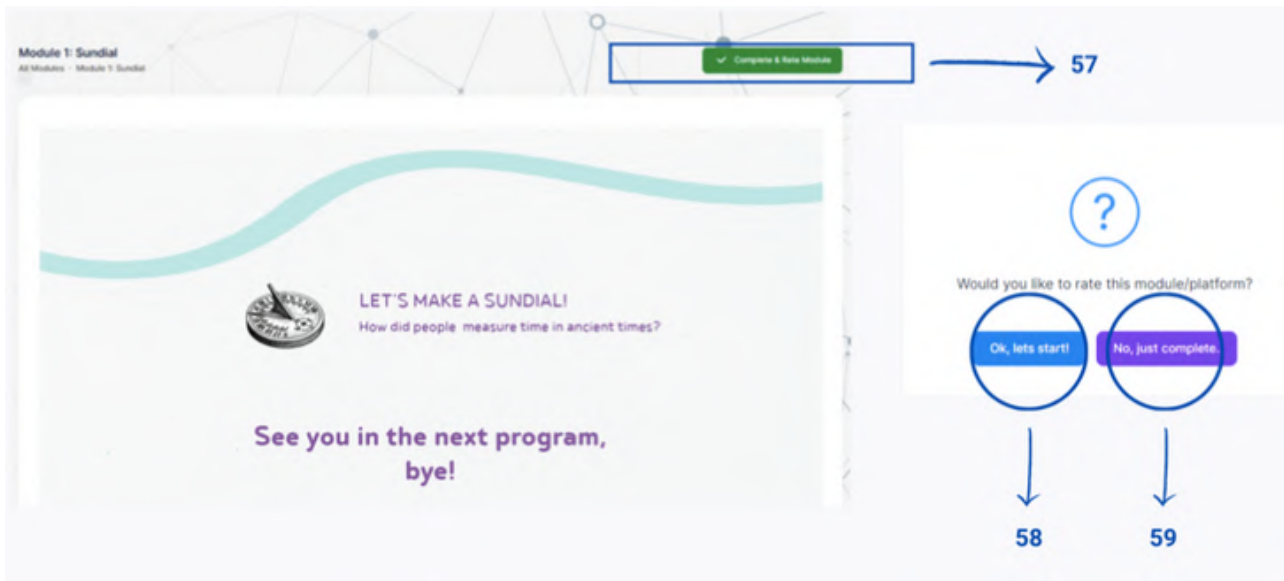 Module 1: Sundial
All Modules - Module 1: Sundial
Complete & Rate Module
57
LET'S MAKE A SUNDIAL!
How did people measure time in ancient times?
See you in the next program,
bye!
?
Would you like to rate this module/platform?
Ok, lets start!
No, just complete.
58
59